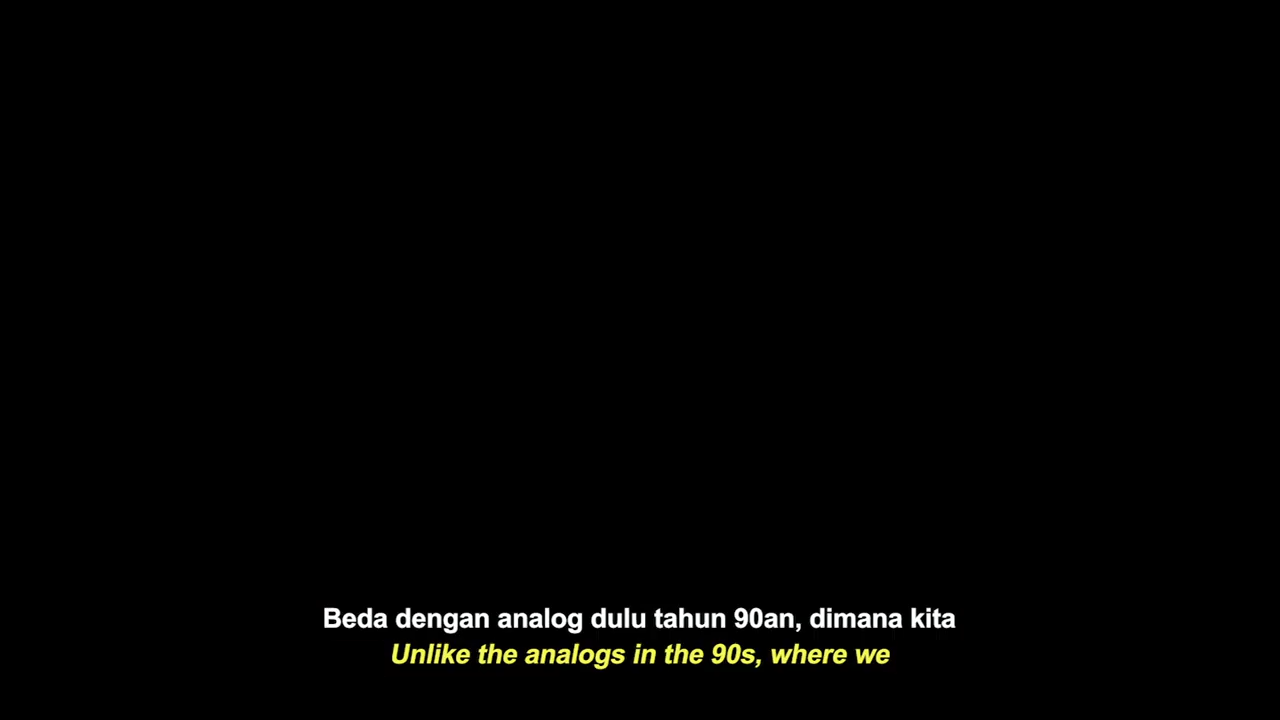 Beda dengan analog dulu tahun 90an, dimana kita
Unlike the analogs in the 90s, where we